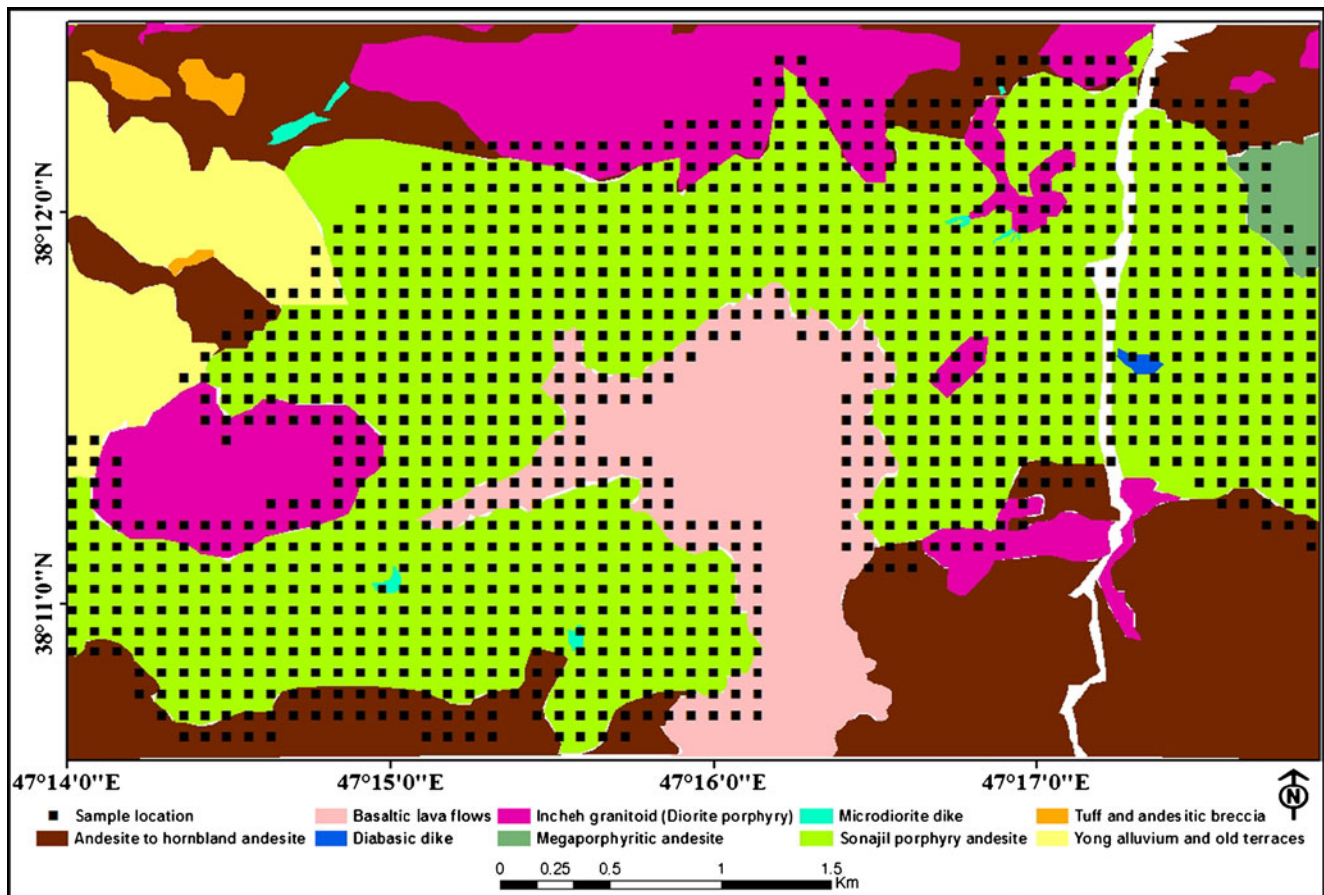 38°12'0"N
38°11'0"N
47°14'0"E
47°15'0"E
47°16'0"E
47°17'0"E
N
Sample location
Basaltic lava flows
Incheh granitoid (Diorite porphyry)
Microdiorite dike
Tuff and andesitic breccia
Andesite to hornbland andesite
Diabasic dike
Megaporphyritic andesite
Sonajil porphyry andesite
Yong alluvium and old terraces
0 0.25 0.5 1 1.5
Km